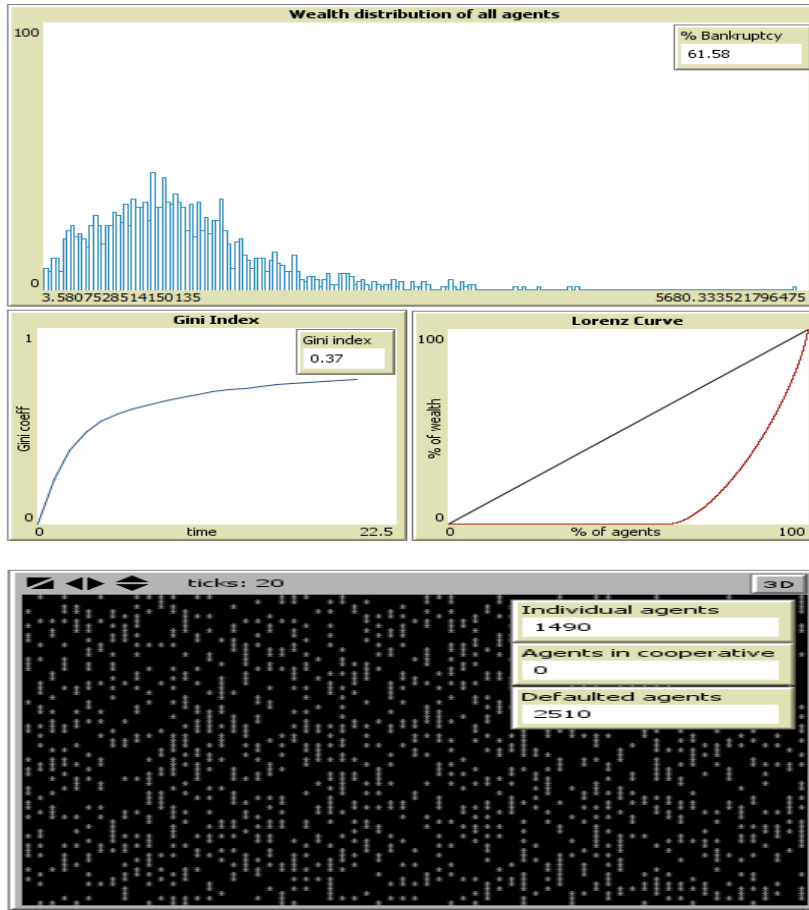 Wealth distribution of all agents
100
% Bankruptcy
61.58
0
3.5807528514150135
5680.333521796475
Gini Index
1
Gini index
0.37
Gini coeff
0
0
time
22.5
Lorenz Curve
100
% of wealth
0
0
% of agents
100
ticks: 20
3D
Individual agents
1490
Agents in cooperative
0
Defaulted agents
2510